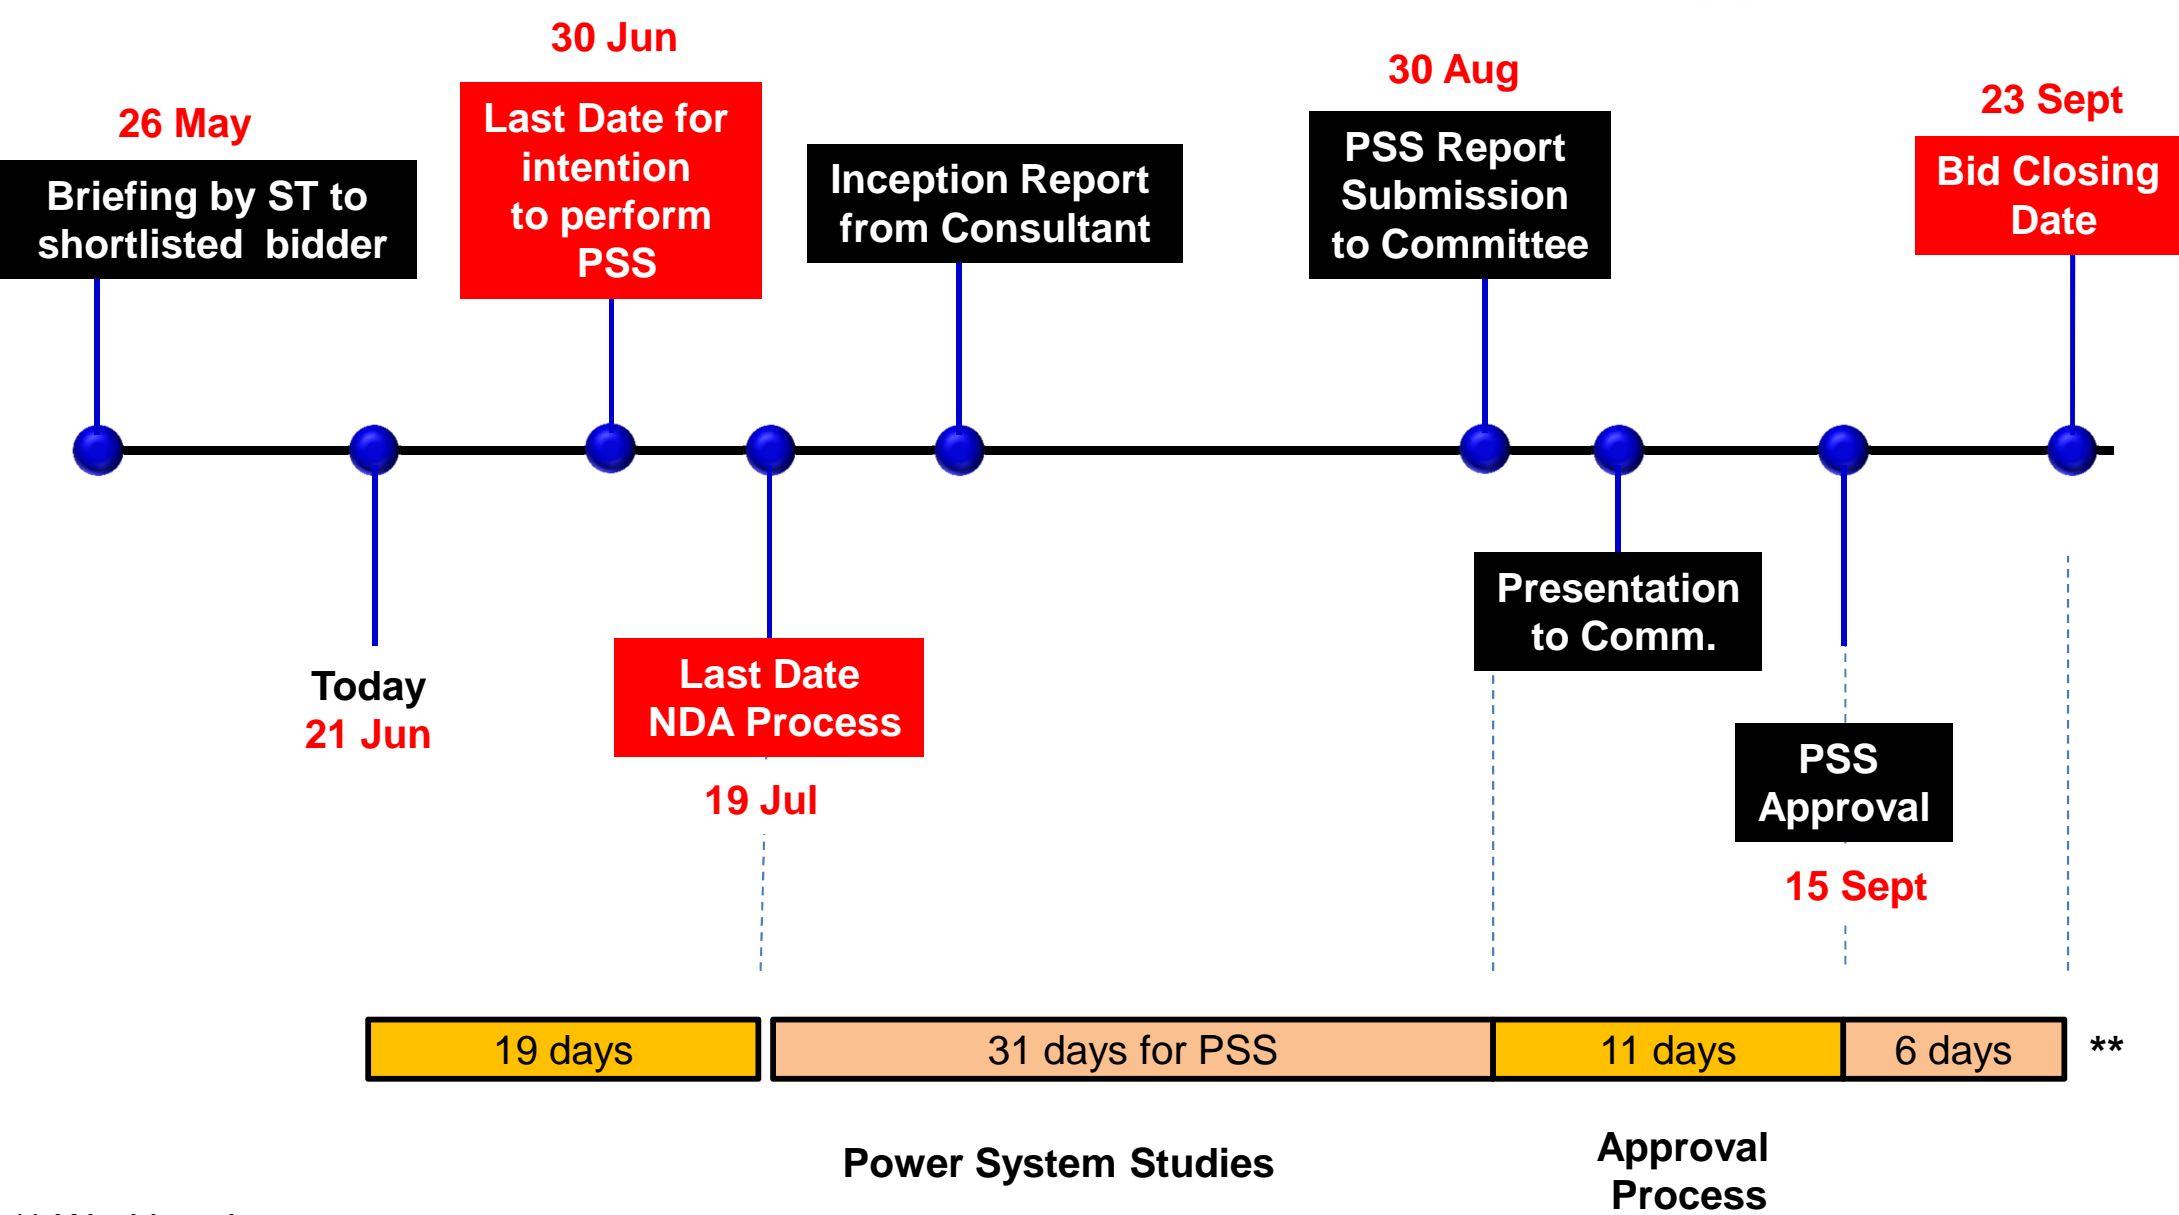 30 Jun
30 Aug
23 Sept
26 May
Last Date for
intention
to perform
PSS
PSS Report
Submission
to Committee
Bid Closing
Date
Inception Report
from Consultant
Briefing by ST to
shortlisted bidder
Presentation
to Comm.
Today
21 Jun
Last Date
NDA Process
19 Jul
PSS
Approval
15 Sept
19 days
31 days for PSS
11 days
6 days
**
Power System Studies
Approval
Process